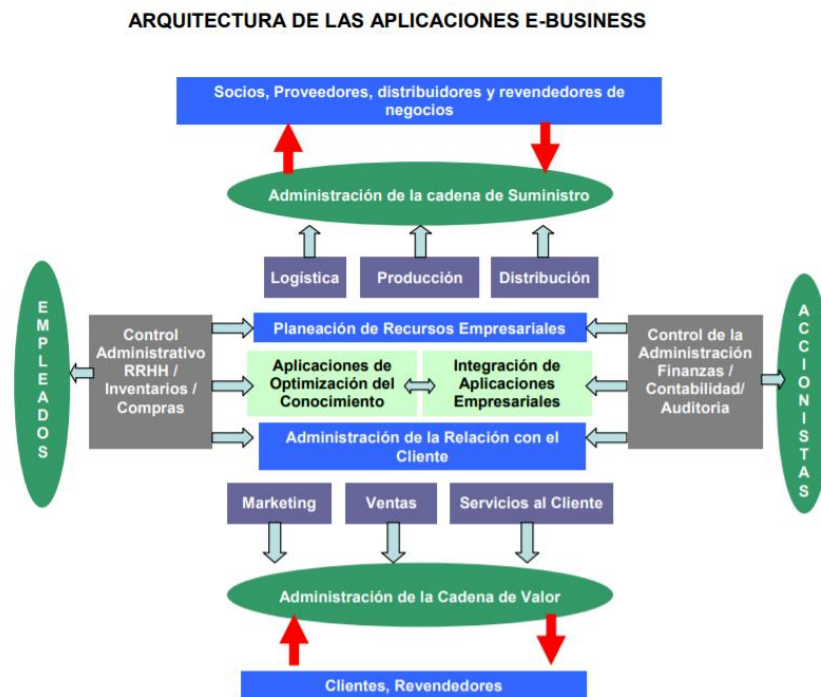 ARQUITECTURA DE LAS APLICACIONES E-BUSINESS
Socios, Proveedores, distribuidores y revendedores de
negocios
Administración de la cadena de Suministro
Logística
Producción
Distribución
EMPLEADOS
Control
Administrativo
RRHH /
Inventarios /
Compras
Planeación de Recursos Empresariales
Aplicaciones de
Optimización del
Conocimiento
Integración de
Aplicaciones
Empresariales
Administración de la Relación con el
Cliente
Control de la
Administración
Finanzas /
Contabilidad/
Auditoria
ACCIONISTAS
Marketing
Ventas
Servicios al Cliente
Administración de la Cadena de Valor
Clientes, Revendedores